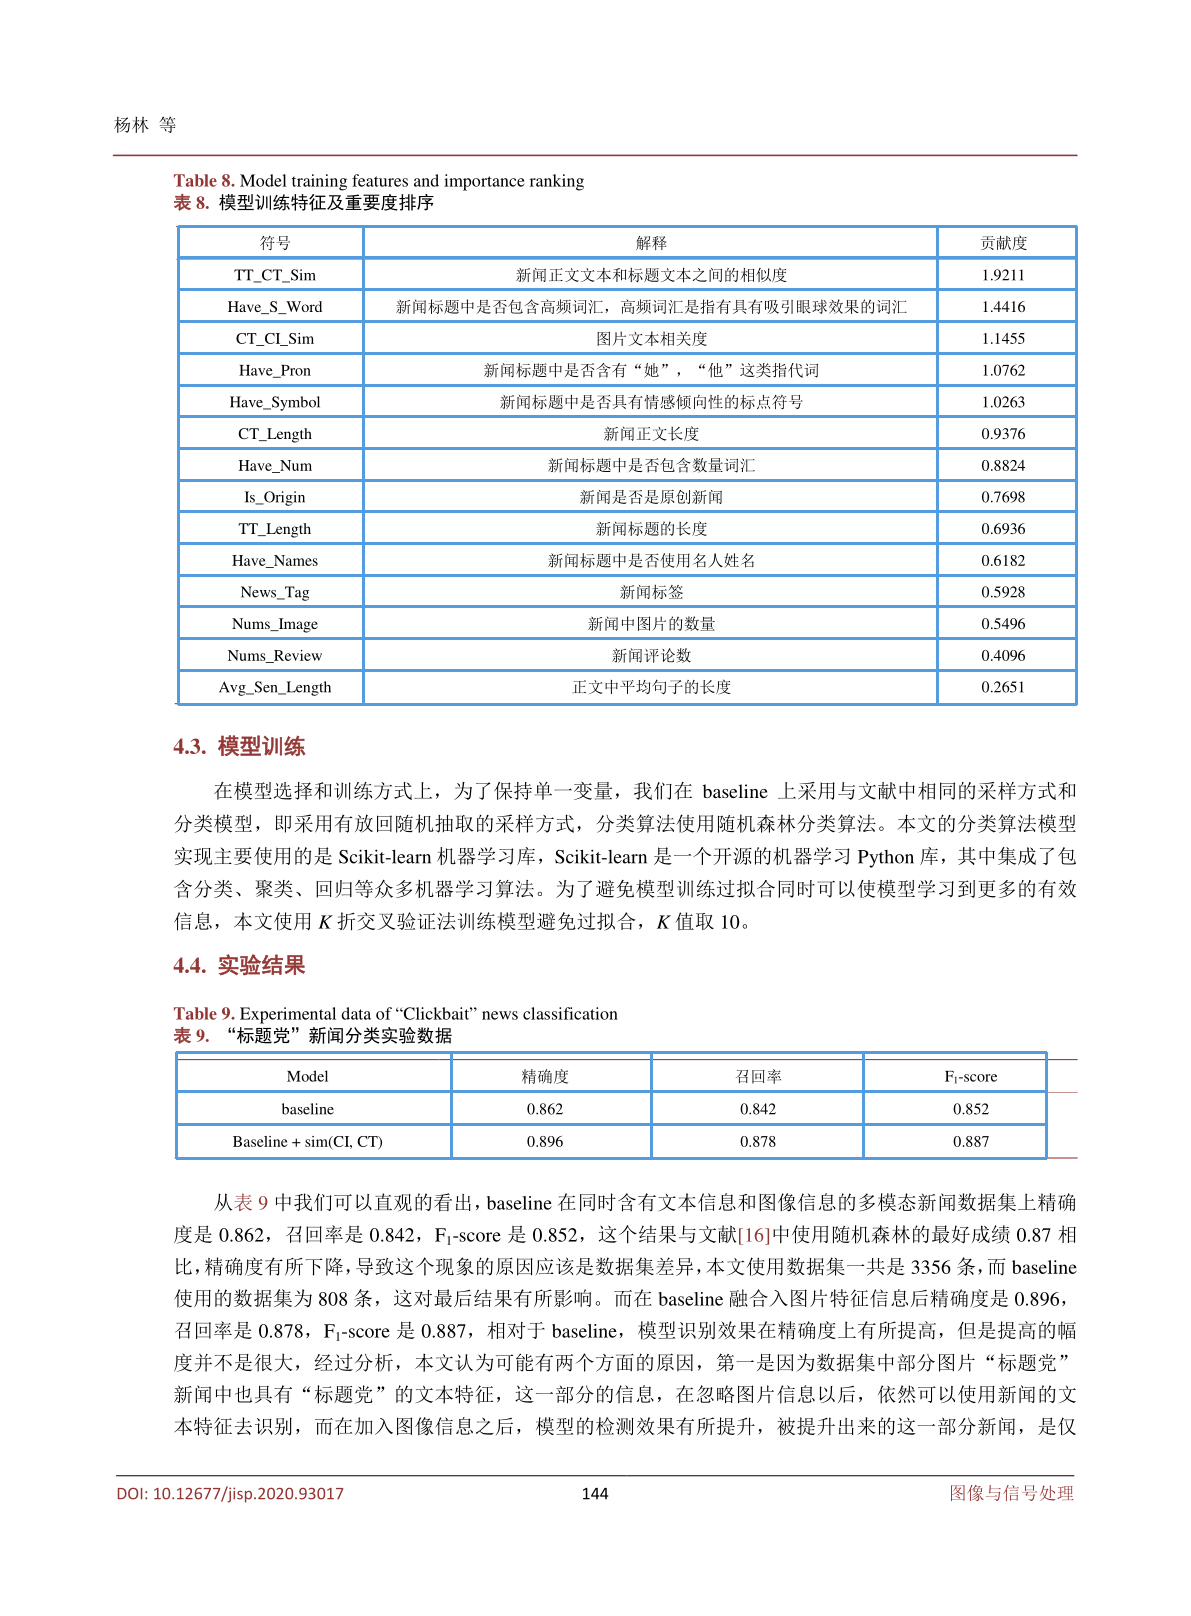 杨林 等
Table 8. Model training features and importance ranking
表 8. 模型训练特征及重要度排序
符号 解释 贡献度
TT_CT_Sim 新闻正文文本和标题文本之间的相似度 1.9211
Have_S_Word 新闻标题中是否包含高频词汇，高频词汇是指有具有吸引眼球效果的词汇 1.4416
CT_CI_Sim 图片文本相关度 1.1455
Have_Pron 新闻标题中是否含有“她”，“他”这类指代词 1.0762
Have_Symbol 新闻标题中是否具有情感倾向性的标点符号 1.0263
CT_Length 新闻正文长度 0.9376
Have_Num 新闻标题中是否包含数量词汇 0.8824
Is_Origin 新闻是否是原创新闻 0.7698
TT_Length 新闻标题的长度 0.6936
Have_Names 新闻标题中是否使用名人姓名 0.6182
News_Tag 新闻标签 0.5928
Nums_Image 新闻中图片的数量 0.5496
Nums_Review 新闻评论数 0.4096
Avg_Sen_Length 正文中平均句子的长度 0.2651
4.3. 模型训练
在模型选择和训练方式上，为了保持单一变量，我们在 baseline 上采用与文献中相同的采样方式和
分类模型，即采用有放回随机抽取的采样方式，分类算法使用随机森林分类算法。本文的分类算法模型
实现主要使用的是 Scikit-learn 机器学习库，Scikit-learn 是一个开源的机器学习 Python 库，其中集成了包
含分类、聚类、回归等众多机器学习算法。为了避免模型训练过拟合同时可以使模型学习到更多的有效
信息，本文使用 K 折交叉验证法训练模型避免过拟合，K 值取 10。
4.4. 实验结果
Table 9. Experimental data of “Clickbait” news classification
表 9. “标题党”新闻分类实验数据
Model 精确度 召回率 F1-score
baseline 0.862 0.842 0.852
Baseline + sim(CI, CT) 0.896 0.878 0.887
从表 9 中我们可以直观的看出，baseline 在同时含有文本信息和图像信息的多模态新闻数据集上精确
度是 0.862，召回率是 0.842，F1-score 是 0.852，这个结果与文献[16]中使用随机森林的最好成绩 0.87 相
比，精确度有所下降，导致这个现象的原因应该是数据集差异，本文使用数据集一共是 3356 条，而 baseline
使用的数据集为 808 条，这对最后结果有所影响。而在 baseline 融合入图片特征信息后精确度是 0.896，
召回率是 0.878，F1-score 是 0.887，相对于 baseline，模型识别效果在精确度上有所提高，但是提高的幅
度并不是很大，经过分析，本文认为可能有两个方面的原因，第一是因为数据集中部分图片“标题党”
新闻中也具有“标题党”的文本特征，这一部分的信息，在忽略图片信息以后，依然可以使用新闻的文
本特征去识别，而在加入图像信息之后，模型的检测效果有所提升，被提升出来的这一部分新闻，是仅
DOI: 10.12677/jisp.2020.93017 144 图像与信号处理